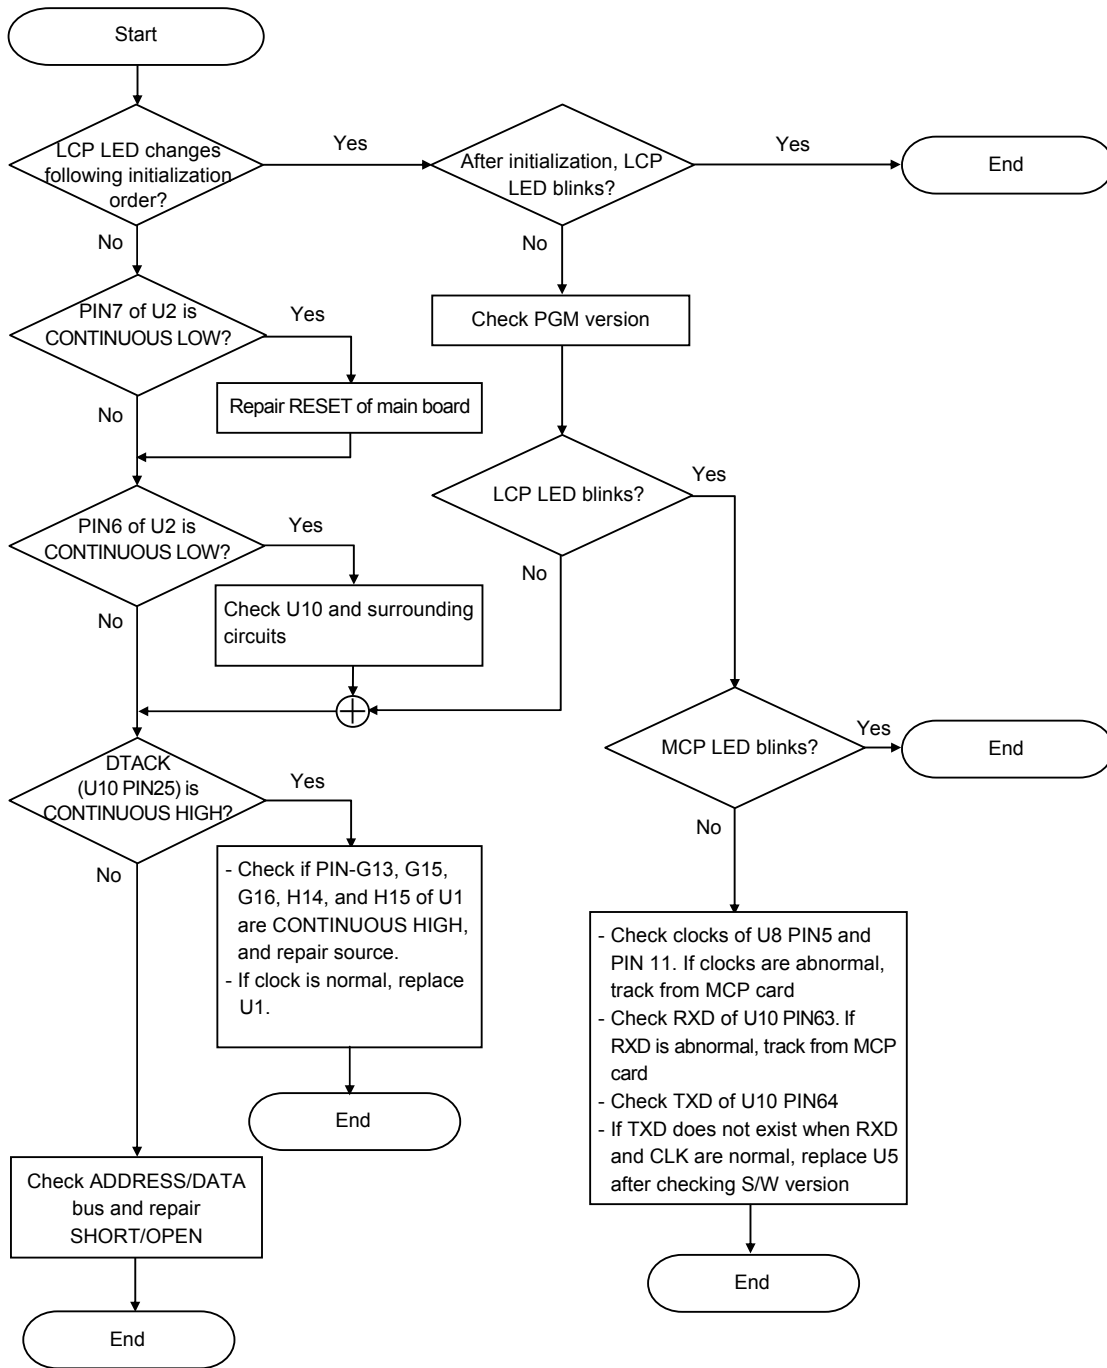 Start
LCP LED changes
following initialization
order?
Yes
After initialization, LCP
LED blinks?
Yes
End
No
No
PIN7 of U2 is
CONTINUOUS LOW?
Yes
Check PGM version
Repair RESET of main board
No
LCP LED blinks?
Yes
PIN6 of U2 is
CONTINUOUS LOW?
Yes
No
Check U10 and surrounding
circuits
No
MCP LED blinks?
Yes
End
DTACK
(U10 PIN25) is
CONTINUOUS HIGH?
Yes
No
No
- Check if PIN-G13, G15,
G16, H14, and H15 of U1
are CONTINUOUS HIGH,
and repair source.
- If clock is normal, replace
U1.
End
- Check clocks of U8 PIN5 and
PIN 11. If clocks are abnormal,
track from MCP card
- Check RXD of U10 PIN63. If
RXD is abnormal, track from MCP
card
- Check TXD of U10 PIN64
- If TXD does not exist when RXD
and CLK are normal, replace U5
after checking S/W version
Check ADDRESS/DATA
bus and repair
SHORT/OPEN
End
End